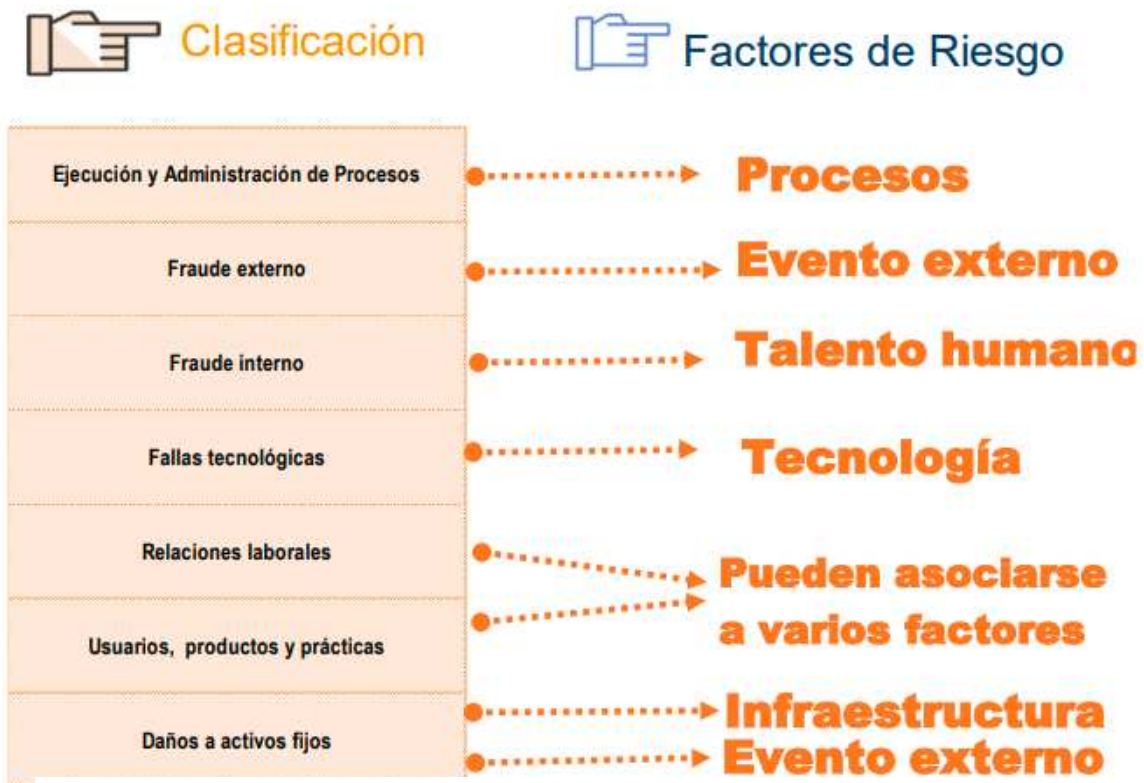 Clasificación
Factores de Riesgo
Ejecución y Administración de Procesos
Procesos
Fraude externo
Evento externo
Fraude interno
Talento humano
Fallas tecnológicas
Tecnología
Relaciones laborales
Pueden asociarse
a varios factores
Usuarios, productos y prácticas
Daños a activos fijos
Infraestructura
Evento externo